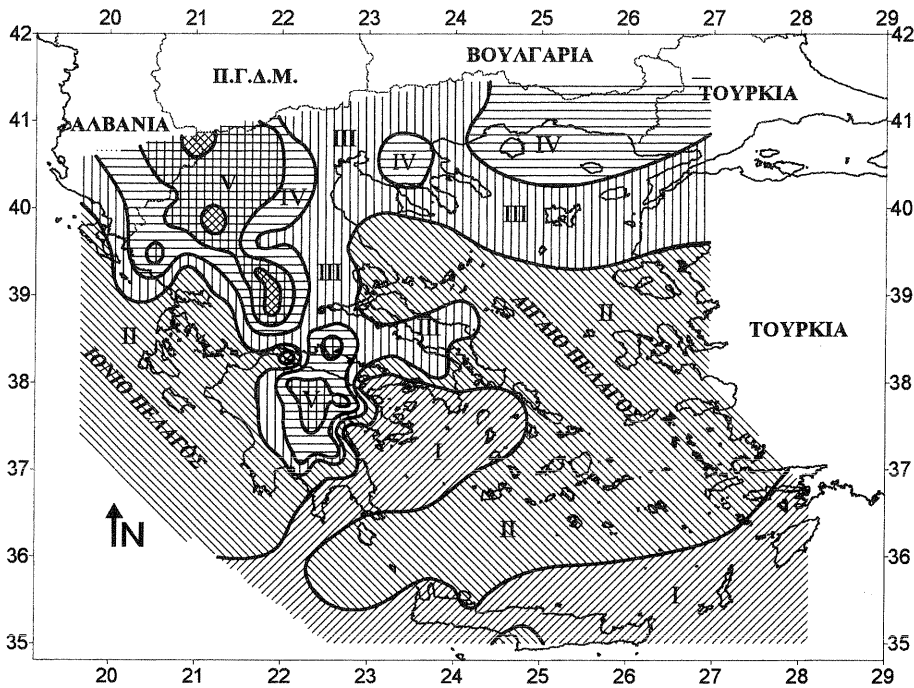 20 21 22 23 24 25 26 27 28 29
42 42
ΒΟΥΛΓΑΡΙΑ
Π.Γ.Δ.Μ.
ΤΟΥΡΚΙΑ
41 ΑΛΒΑΝΙΑ III 41
IV IV
V IV
40 III 40
III
39 II 39
II III ΑΙΓΑΙΟ ΠΕΛΑΓΟΣ ΤΟΥΡΚΙΑ
38 ΙΟΝΙΟ ΠΕΛΑΓΟΣ 38
V
I
37 37
II
N
36 36
I
35 35
20 21 22 23 24 25 26 27 28 29